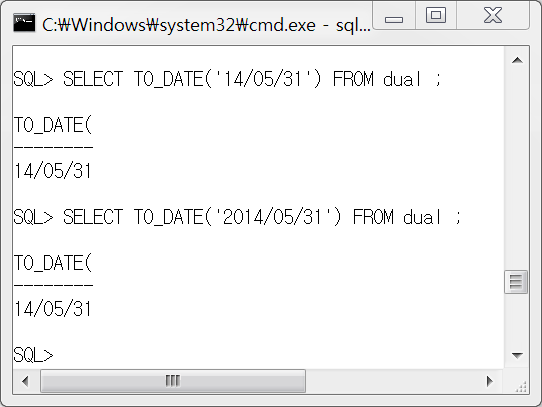 C:₩Windows₩system32₩cmd.exe - sql...
SQL> SELECT TO_DATE('14/05/31') FROM dual ;
TO_DATE(
--------
14/05/31
SQL> SELECT TO_DATE('2014/05/31') FROM dual ;
TO_DATE(
--------
14/05/31
SQL>